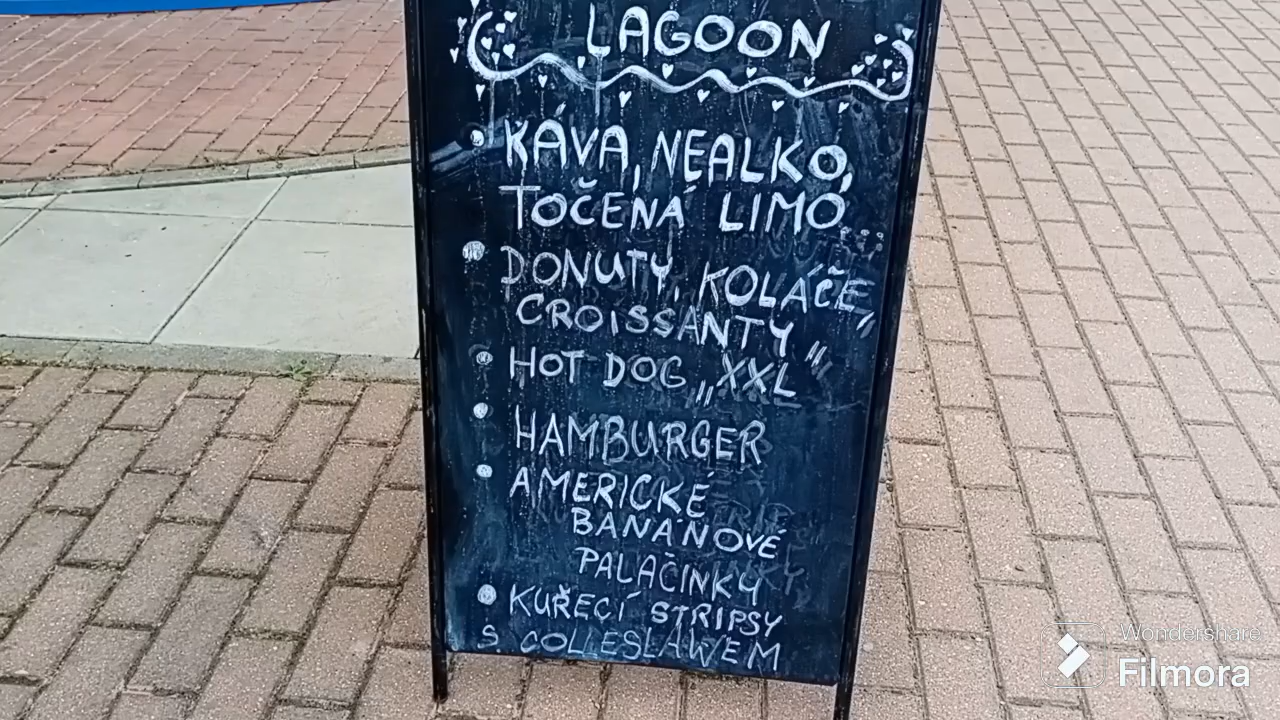 LAGOON
• KÁVA, NEALKO,
TOČENÁ LIMO...
• DONUTY, KOLÁČE,
CROISSANTY
• HOT DOG „XXL"
• HAMBURGER
• AMERICKÉ
BANÁNOVÉ
PALAČINKY
• KUŘECÍ STRIPSY
S. COLLESLAWEM
Wondershare
Filmora